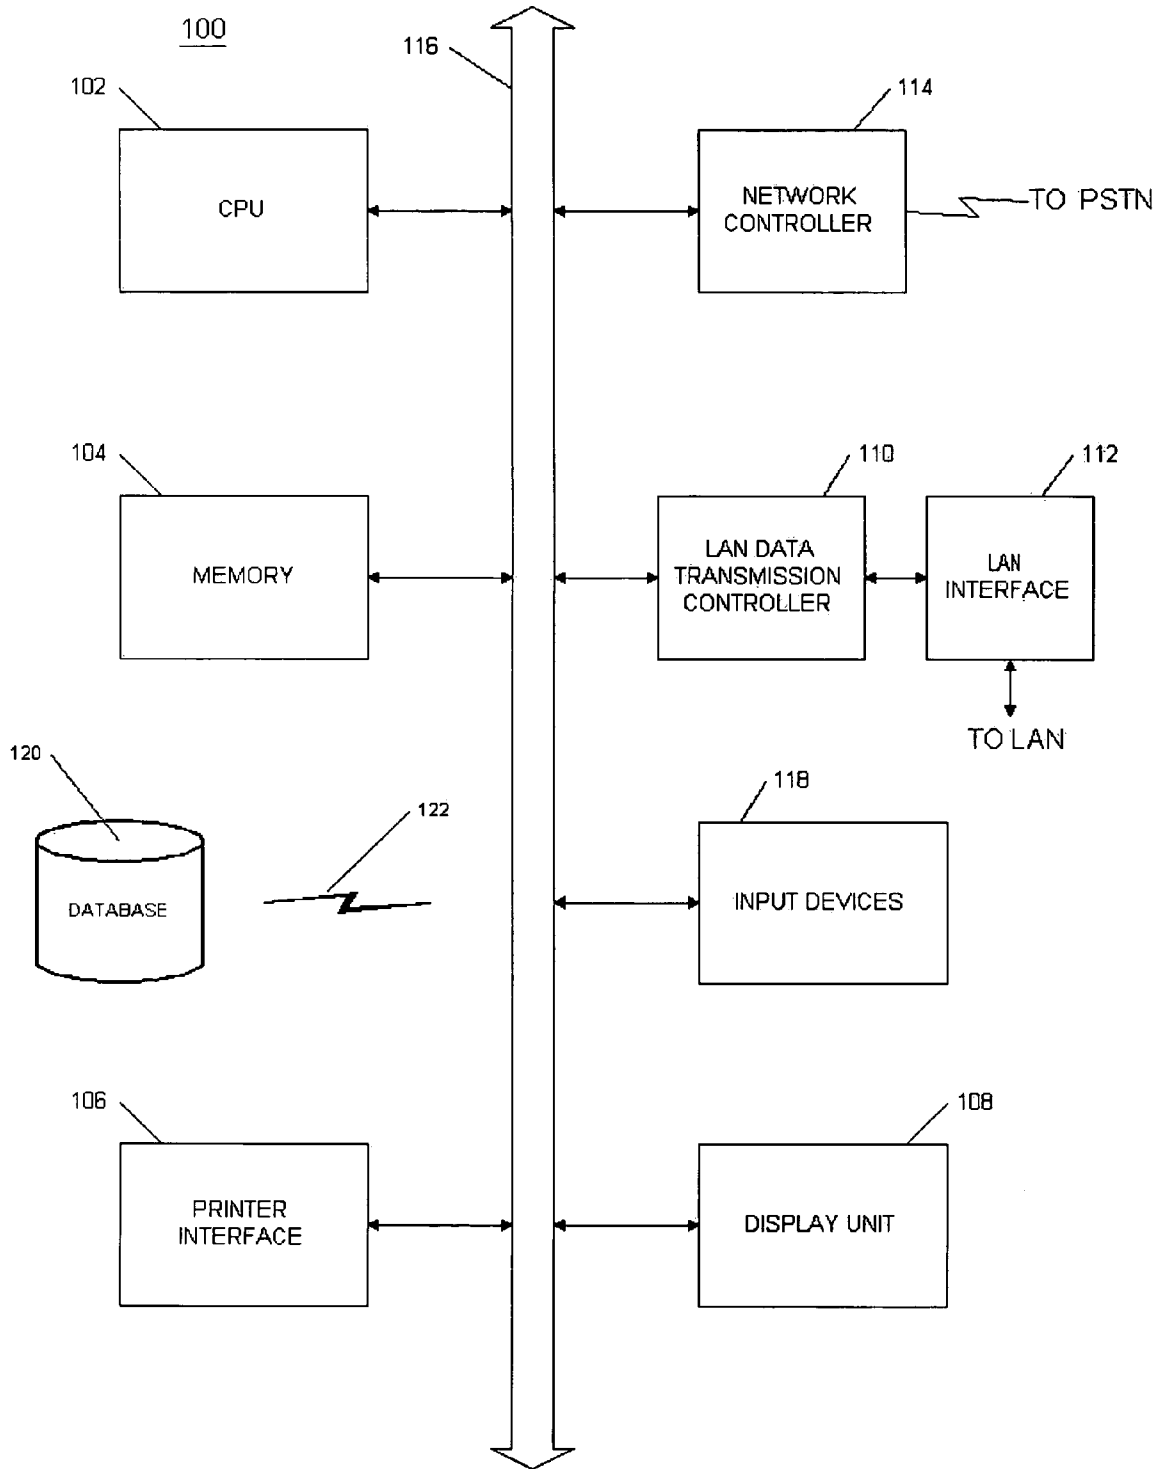 100
116
102
114
CPU
NETWORK
CONTROLLER
TO PSTN
104
110
112
MEMORY
LAN DATA
TRANSMISSION
CONTROLLER
LAN
INTERFACE
TO LAN
120
122
118
DATABASE
INPUT DEVICES
106
108
PRINTER
INTERFACE
DISPLAY UNIT